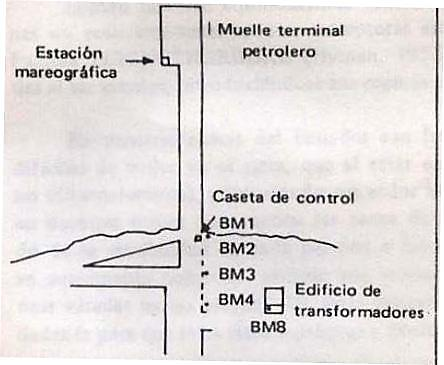 Muelle terminal
petrolero
Estación
mareográfica
Caseta de control
BM1
BM2
BM3
BM4
Edificio de
transformadores
BM8